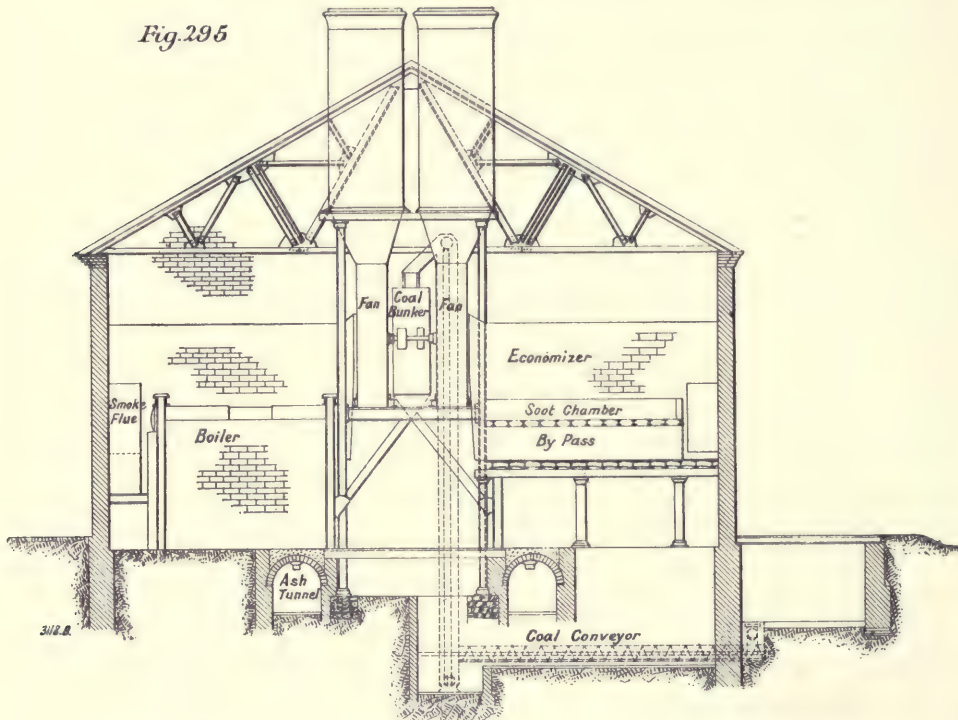 Fig. 295
Fan
Coal
Bunker
Fan
Economizer
Smoke
Flue
Soot Chamber
Boiler
By Pass
Ash
Tunnel
3118.B.
Coal Conveyor